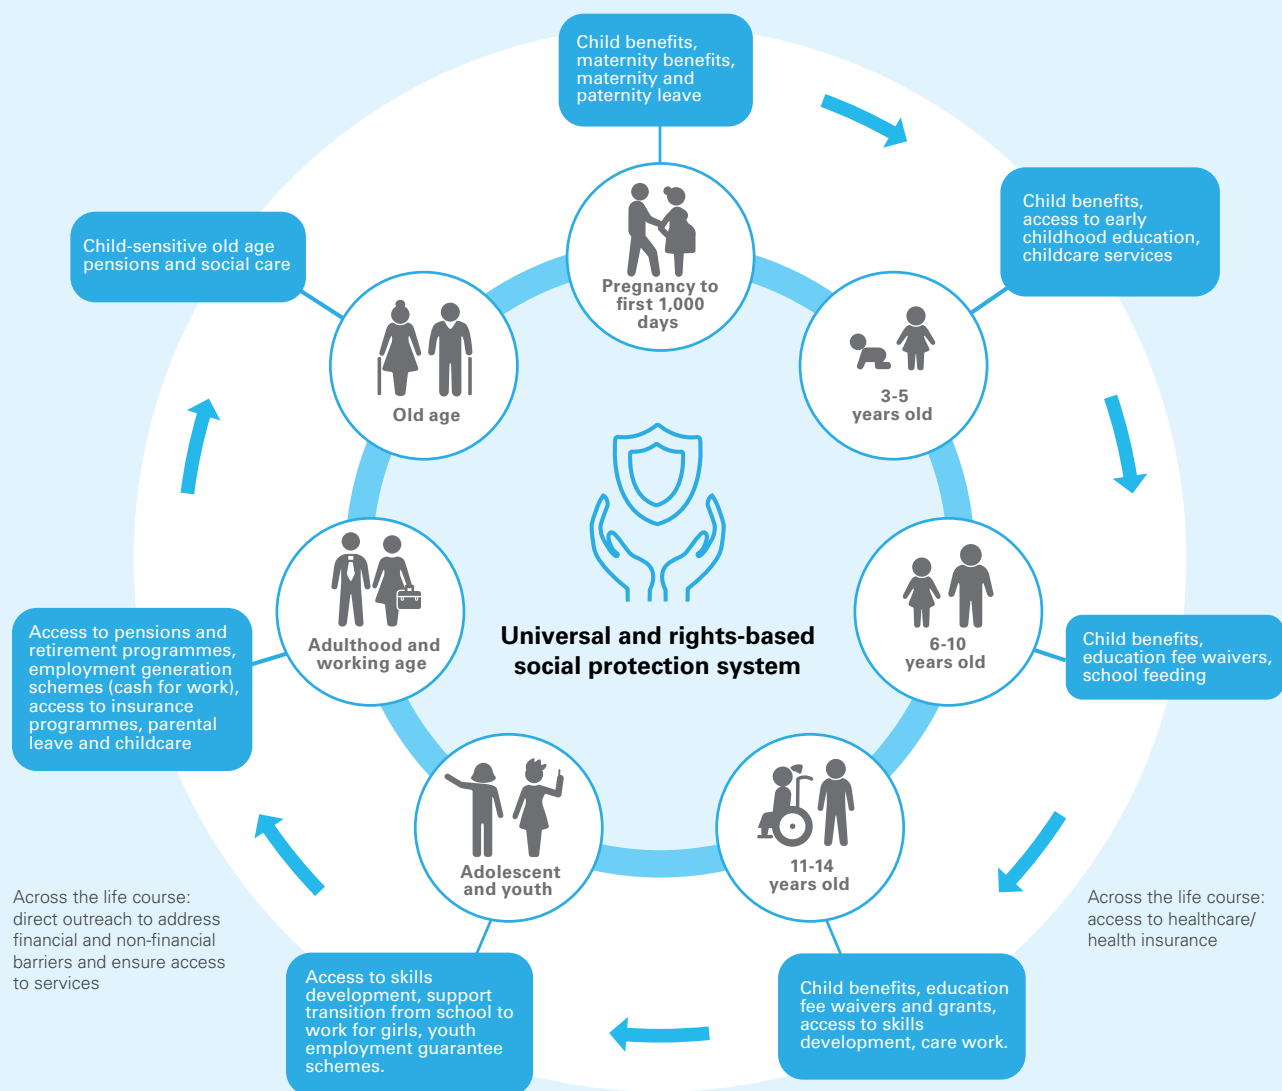 Child benefits,
maternity benefits,
maternity and
paternity leave
Pregnancy to
first 1,000
days
Child benefits,
access to early
childhood education,
childcare services
3-5
years old
Child benefits,
education fee waivers,
school feeding
6-10
years old
Child benefits, education
fee waivers and grants,
access to skills
development, care work.
11-14
years old
Access to skills
development, support
transition from school to
work for girls, youth
employment guarantee
schemes.
Adolescent
and youth
Access to pensions and
retirement programmes,
employment generation
schemes (cash for work),
access to insurance
programmes, parental
leave and childcare
Adulthood and
working age
Child-sensitive old age
pensions and social care
Old age
Universal and rights-based
social protection system
Across the life course:
direct outreach to address
financial and non-financial
barriers and ensure access
to services
Across the life course:
access to healthcare/
health insurance